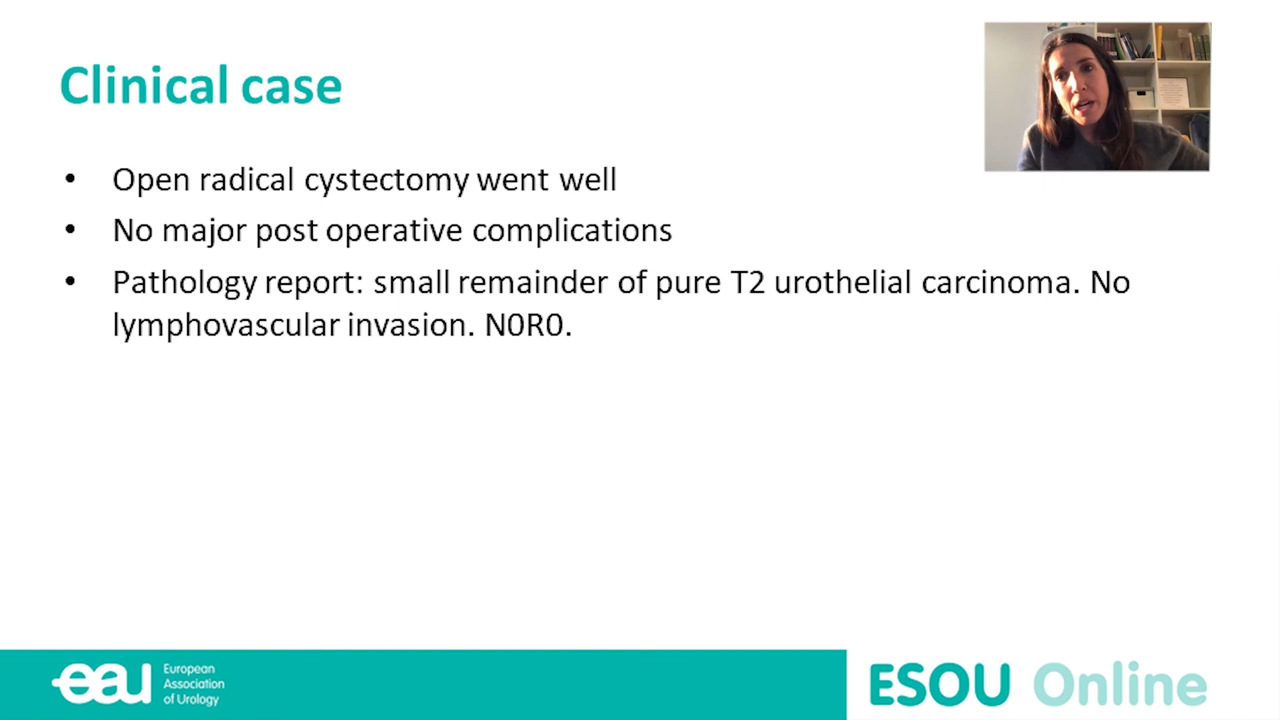 Clinical case
• Open radical cystectomy went well
• No major post operative complications
• Pathology report: small remainder of pure T2 urothelial carcinoma. No
lymphovascular invasion. N0R0.
eau
European
Association
of Urology
ESOU Online